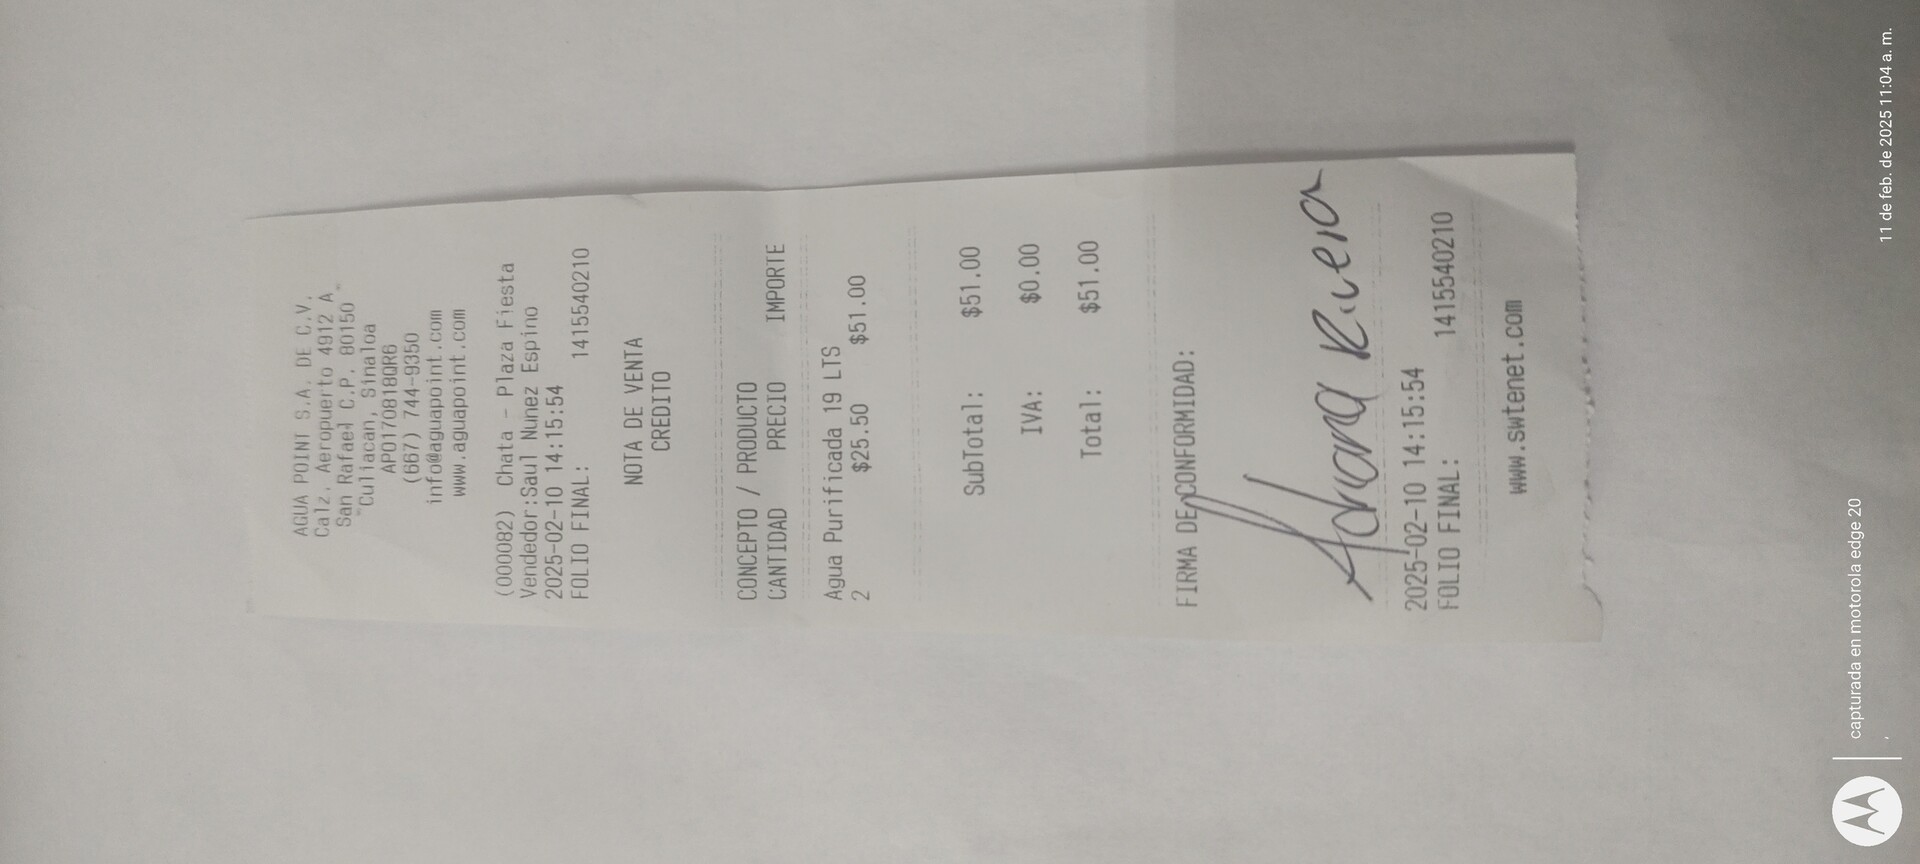 AGUA POINT S.A. DE C.V.
Calz. Aeropuerto 4912 A
San Rafael C.P. 80150
Culiacan, Sinaloa
APO170818QR6
(667) 744-9350
info@aguapoint.com
www.aguapoint.com
(000082) Chata - Plaza Fiesta
Vendedor:Saul Nunez Espino
2025-02-10 14:15:54
FOLIO FINAL: 1415540210
NOTA DE VENTA
CREDITO
CONCEPTO / PRODUCTO
CANTIDAD PRECIO IMPORTE
Agua Purificada 19 LTS
2 $25.50 $51.00
SubTotal: $51.00
IVA: $0.00
Total: $51.00
FIRMA DE CONFORMIDAD:
Adriana Rivera
2025-02-10 14:15:54
FOLIO FINAL: 1415540210
www.swtenet.com
capturada en motorola edge 20
11 de feb. de 2025 11:04 a. m.